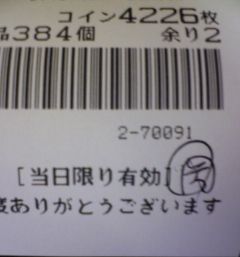 コイン4226枚
品384個 余り2
2-70091
[当日限り有効]
度ありがとうございます